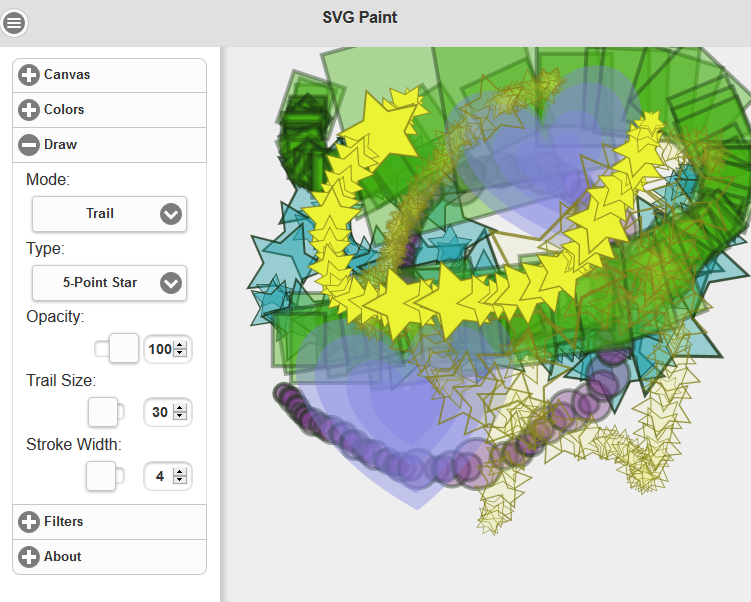 SVG Paint
Canvas
Colors
Draw
Mode:
Trail
Type:
5-Point Star
Opacity:
100
Trail Size:
30
Stroke Width:
4
Filters
About